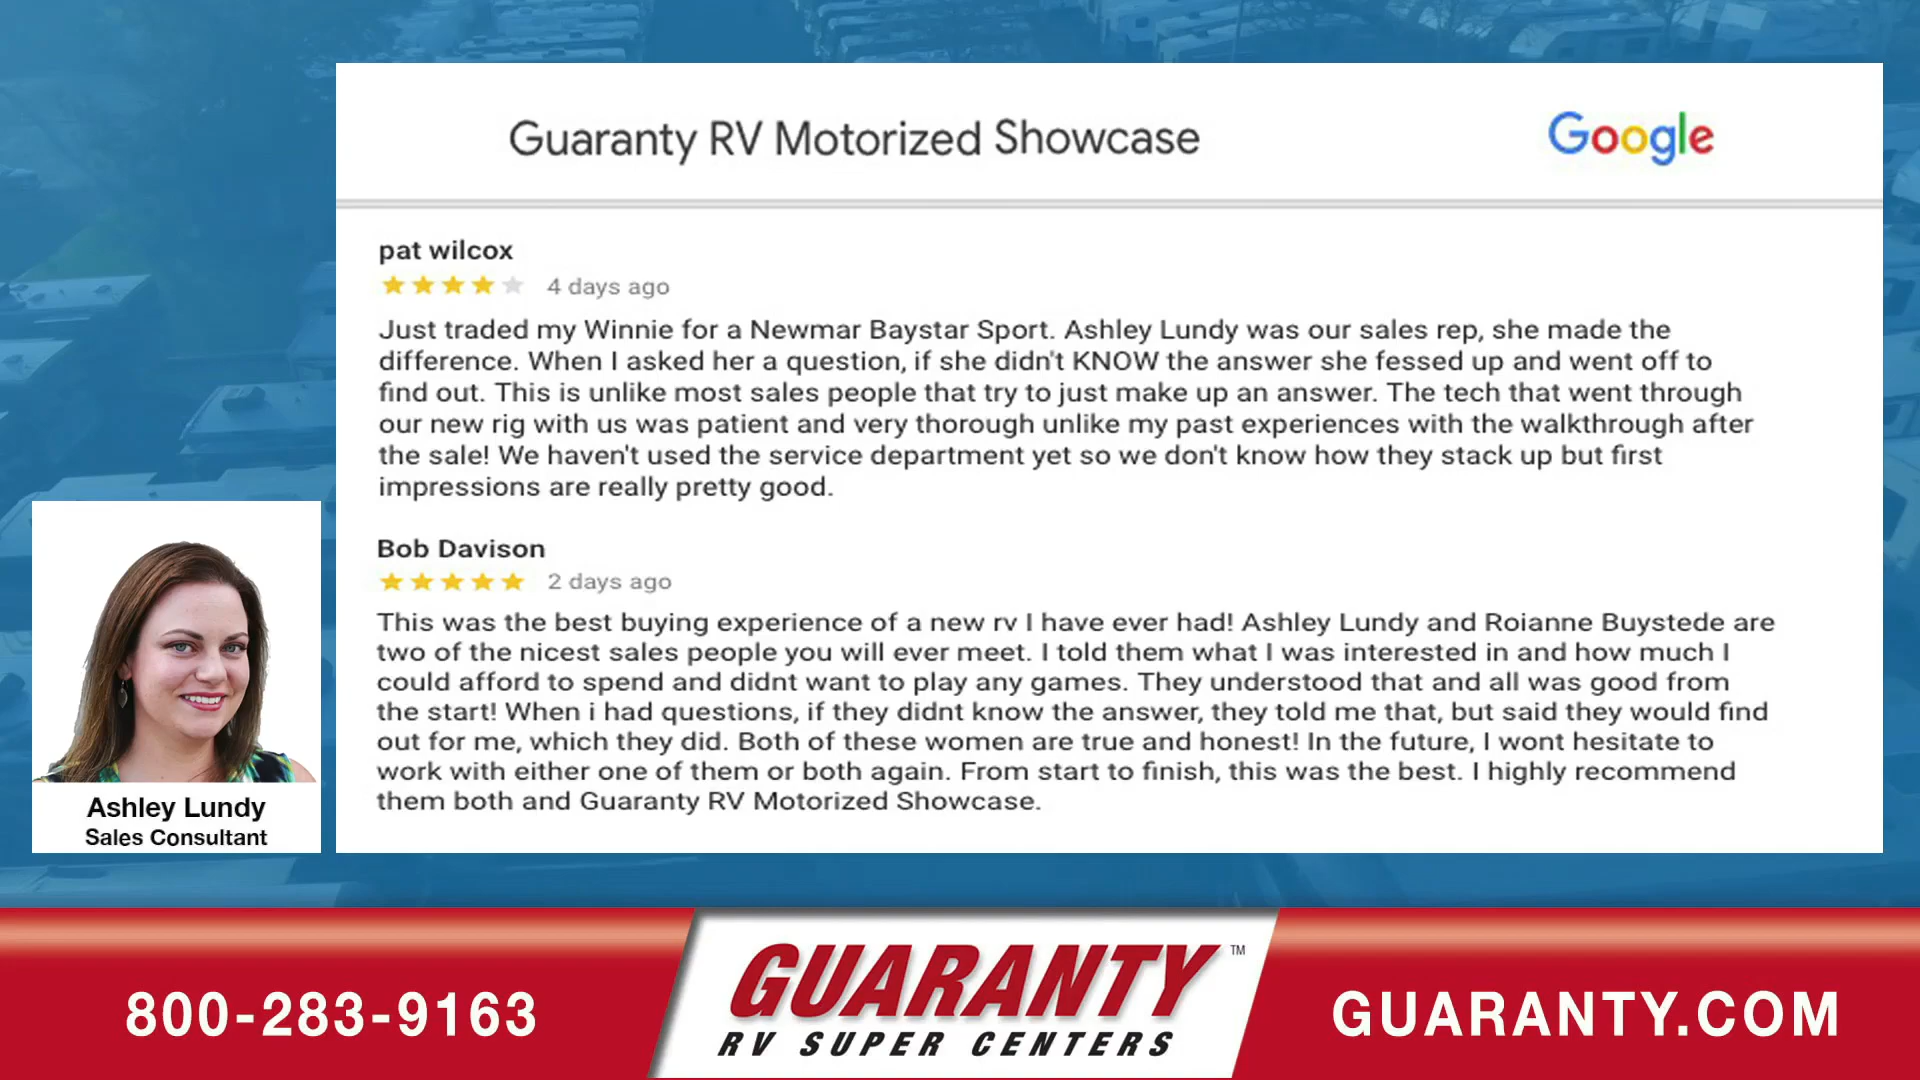 Guaranty RV Motorized Showcase
Google
pat wilcox
4 days ago
Just traded my Winnie for a Newmar Baystar Sport. Ashley Lundy was our sales rep, she made the
difference. When I asked her a question, if she didn't KNOW the answer she fessed up and went off to
find out. This is unlike most sales people that try to just make up an answer. The tech that went through
our new rig with us was patient and very thorough unlike my past experiences with the walkthrough after
the sale! We haven't used the service department yet so we don't know how they stack up but first
impressions are really pretty good.
Bob Davison
2 days ago
This was the best buying experience of a new rv I have ever had! Ashley Lundy and Roianne Buystede are
two of the nicest sales people you will ever meet. I told them what I was interested in and how much I
could afford to spend and didnt want to play any games. They understood that and all was good from
the start! When i had questions, if they didnt know the answer, they told me that, but said they would find
out for me, which they did. Both of these women are true and honest! In the future, I wont hesitate to
work with either one of them or both again. From start to finish, this was the best. I highly recommend
them both and Guaranty RV Motorized Showcase.
Ashley Lundy
Sales Consultant
800-283-9163
GUARANTY™
RV SUPER CENTERS
GUARANTY.COM